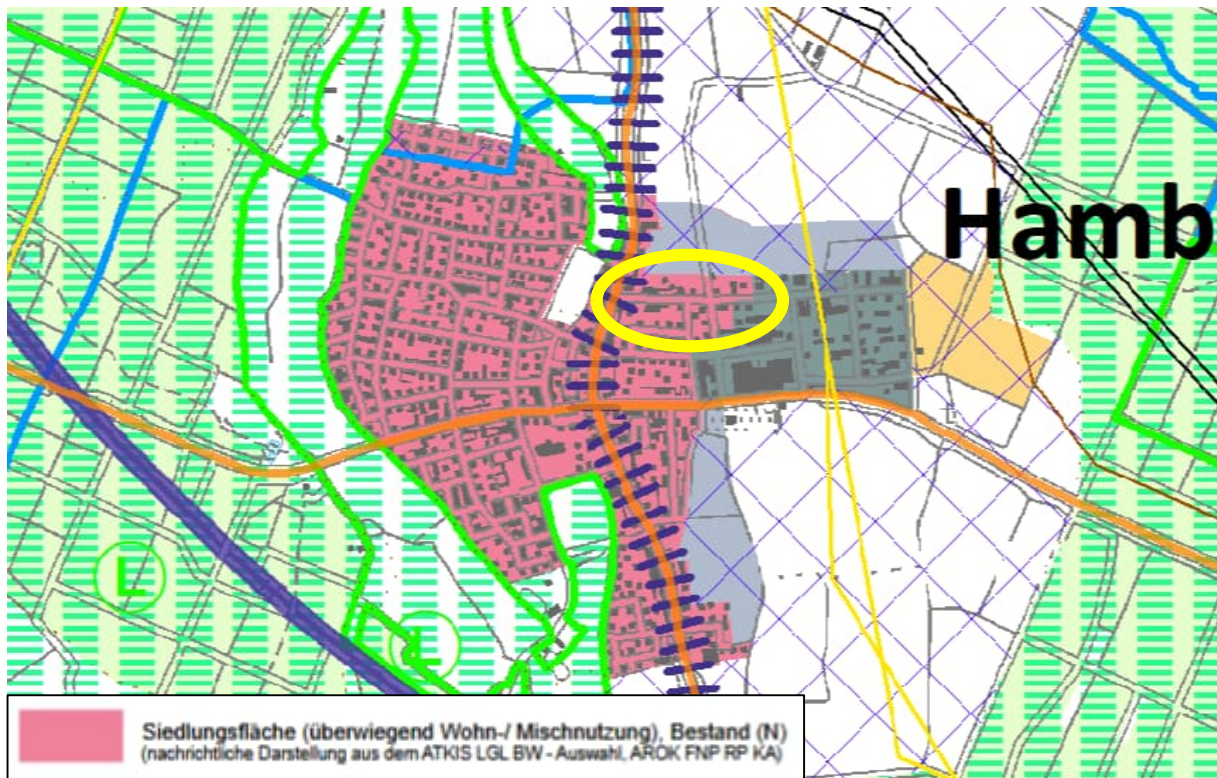 Hamb
L
L
Siedlungsfläche (überwiegend Wohn-/ Mischnutzung), Bestand (N)
(nachrichtliche Darstellung aus dem ATKIS LGL BW - Auswahl, AROK FNP RP KA)